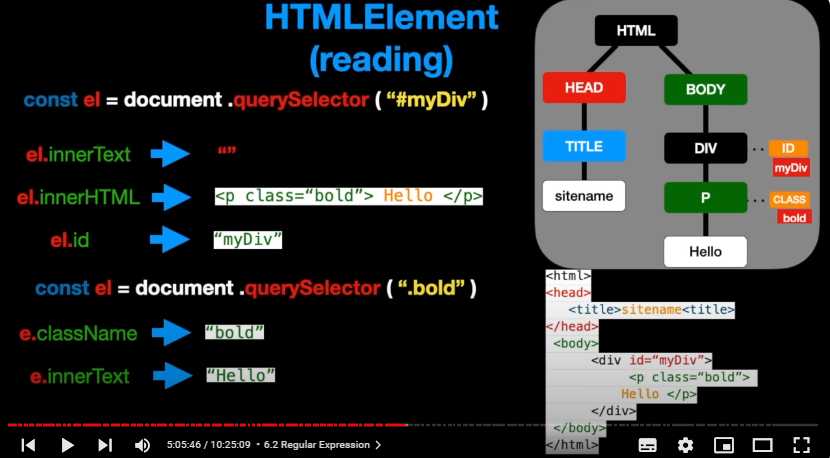 HTMLElement
(reading)
const el = document .querySelector ( “#myDiv” )
el.innerText “”
el.innerHTML <p class=“bold”> Hello </p>
el.id “myDiv”
const el = document .querySelector ( “.bold” )
e.className “bold”
e.innerText “Hello”
HTML
HEAD BODY
TITLE DIV ·· ID
myDiv
sitename P ··· CLASS
bold
Hello
<html>
<head>
<title>sitename<title>
</head>
<body>
<div id=“myDiv”>
<p class=“bold”>
Hello </p>
</div>
</body>
</html>
5:05:46 / 10:25:09 • 6.2 Regular Expression >